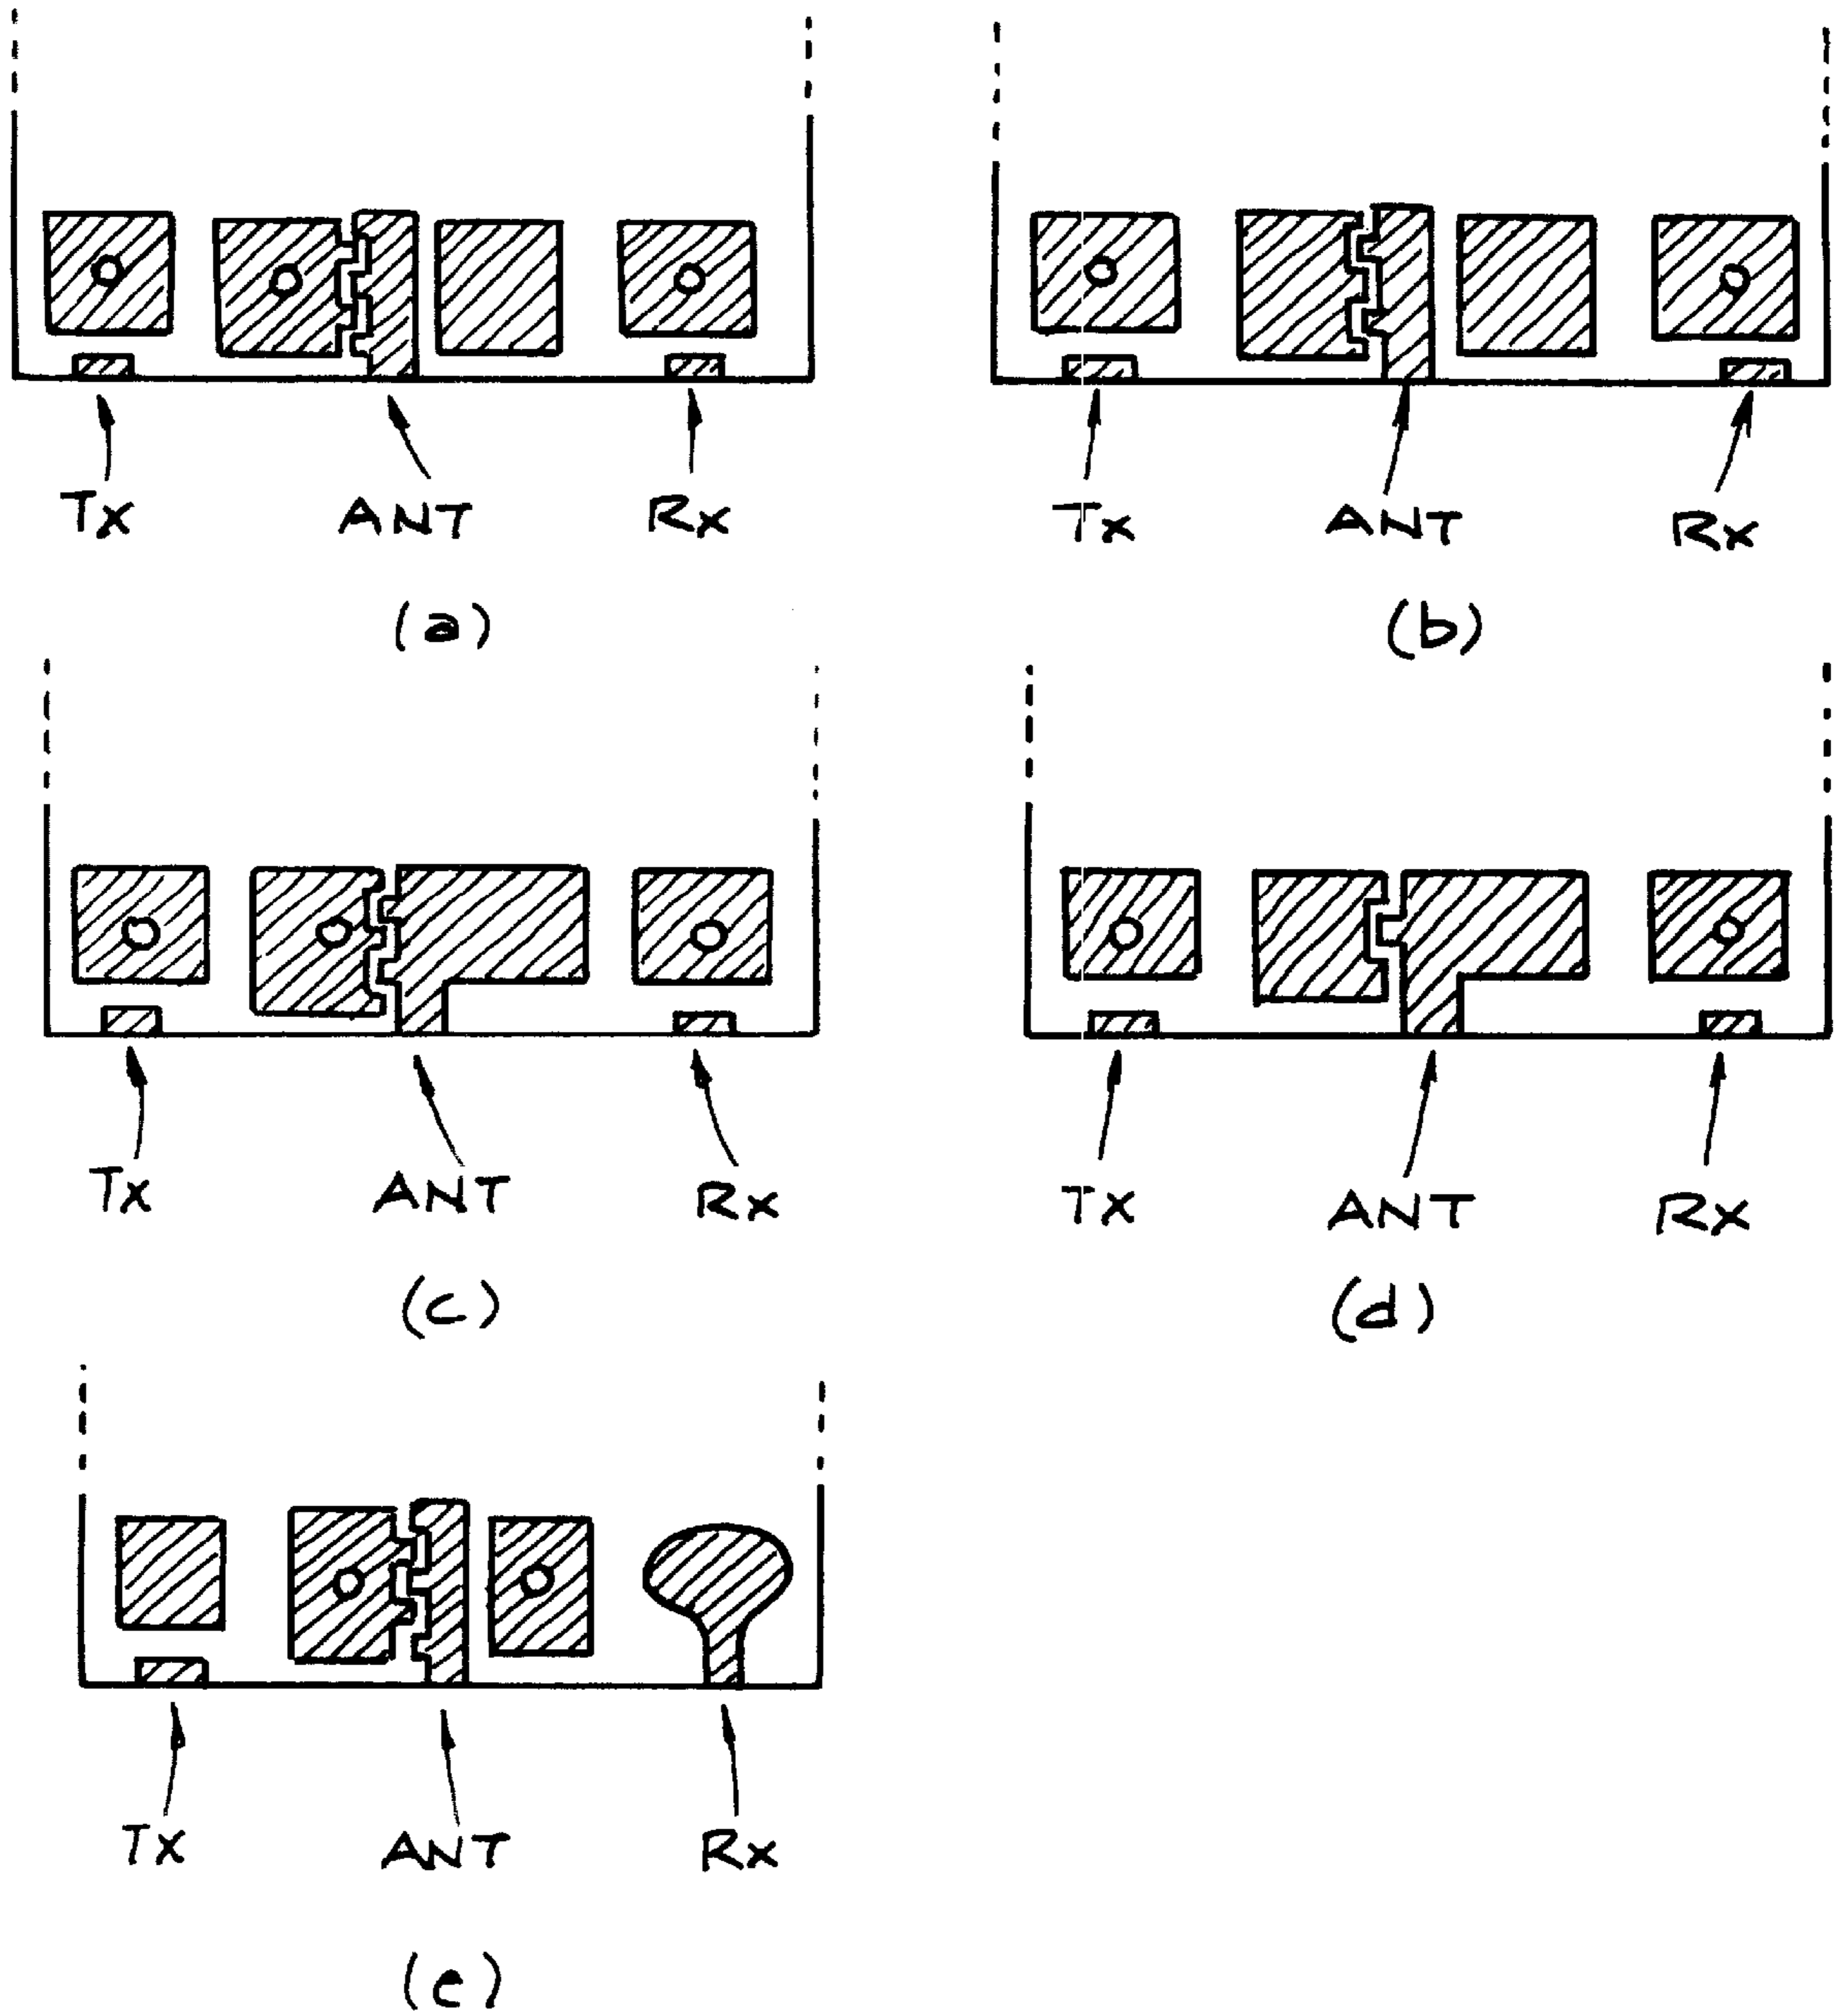 Tx ANT Rx
Tx ANT Rx
(a)
(b)
Tx ANT Rx
Tx ANT Rx
(c)
(d)
Tx ANT Rx
(e)